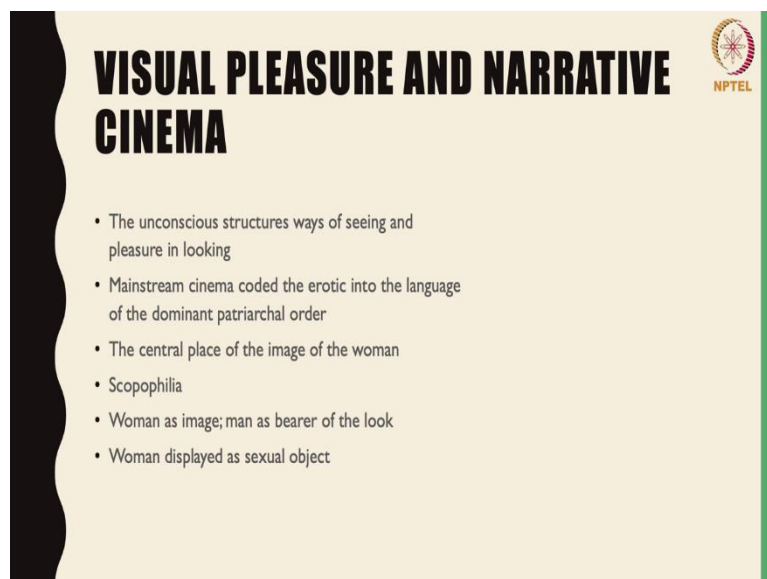 VISUAL PLEASURE AND NARRATIVE
CINEMA
NPTEL
• The unconscious structures ways of seeing and
pleasure in looking
• Mainstream cinema coded the erotic into the language
of the dominant patriarchal order
• The central place of the image of the woman
• Scopophilia
• Woman as image; man as bearer of the look
• Woman displayed as sexual object